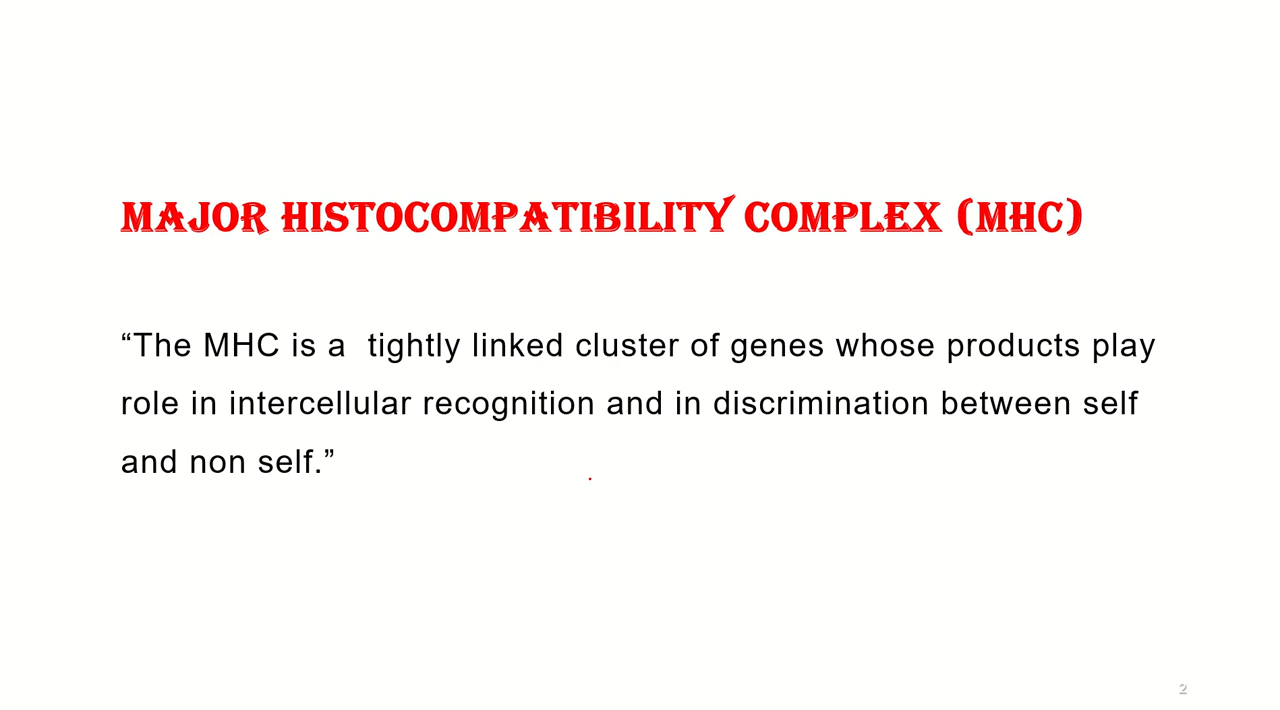 MAJOR HISTOCOMPATIBILITY COMPLEX (MHC)
“The MHC is a  tightly linked cluster of genes whose products play
role in intercellular recognition and in discrimination between self
and non self.”
2